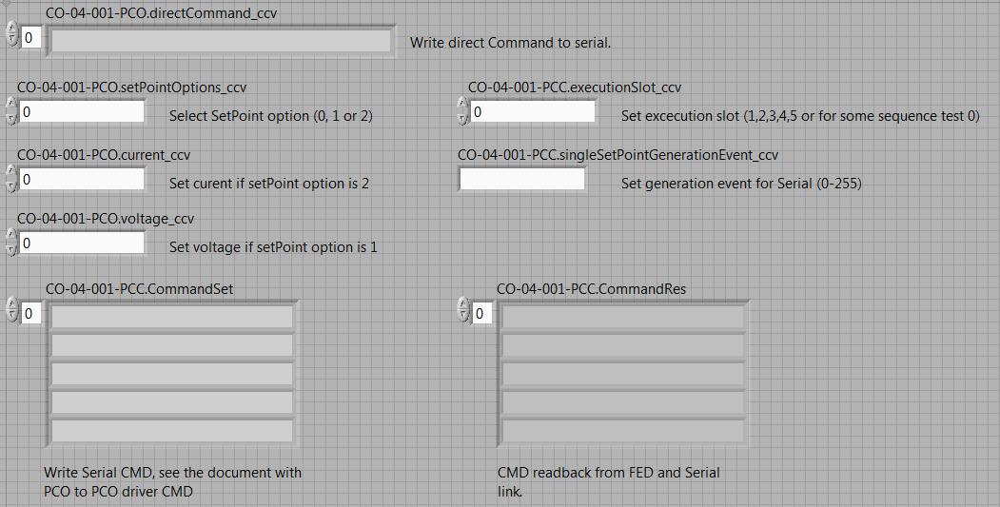 CO-04-001-PCO.directCommand_ccv
0
Write direct Command to serial.
CO-04-001-PCO.setPointOptions_ccv
0
Select SetPoint option (0, 1 or 2)
CO-04-001-PCC.executionSlot_ccv
0
Set excecution slot (1,2,3,4,5 or for some sequence test 0)
CO-04-001-PCO.current_ccv
0
Set curent if setPoint option is 2
CO-04-001-PCC.singleSetPointGenerationEvent_ccv
Set generation event for Serial (0-255)
CO-04-001-PCO.voltage_ccv
0
Set voltage if setPoint option is 1
CO-04-001-PCC.CommandSet
0
Write Serial CMD, see the document with
PCO to PCO driver CMD
CO-04-001-PCC.CommandRes
0
CMD readback from FED and Serial
link.